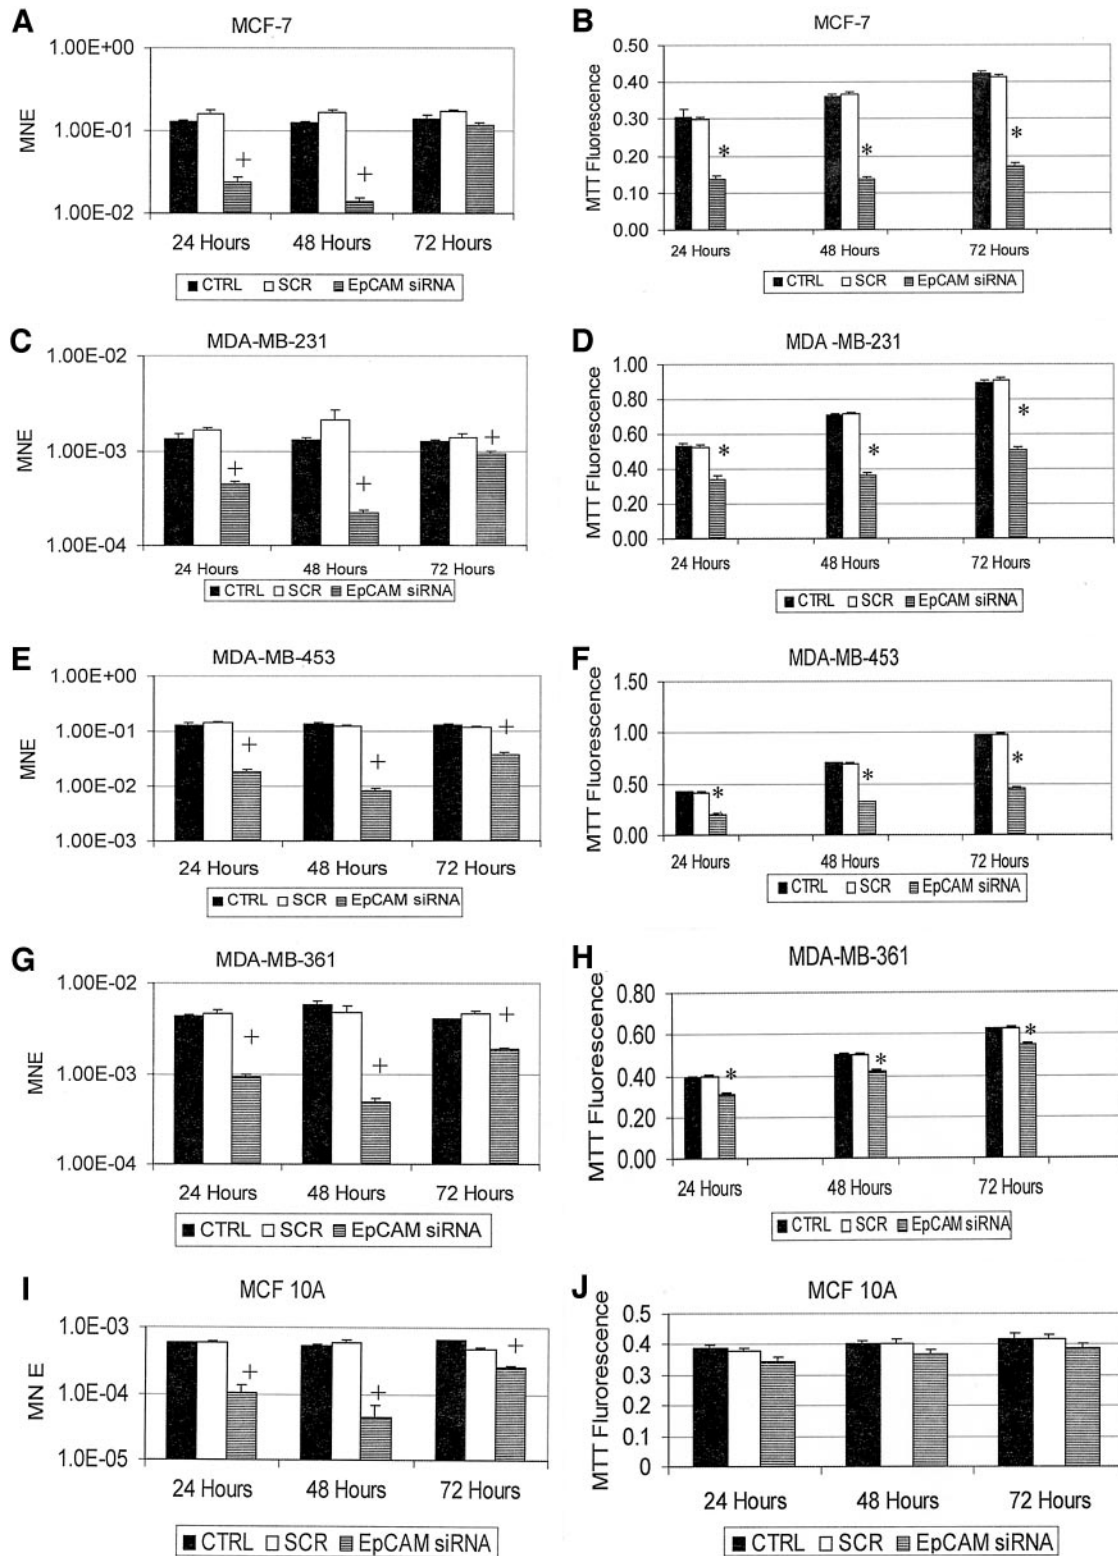 A
MCF-7
1.00E+00
1.00E-01
1.00E-02
MNE
+
+
24 Hours 48 Hours 72 Hours
CTRL SCR EpCAM siRNA
B
MCF-7
0.50
0.40
0.30
0.20
0.10
0.00
MTT Fluorescence
*
*
*
24 Hours 48 Hours 72 Hours
CTRL SCR EpCAM siRNA
C
MDA-MB-231
1.00E-02
1.00E-03
1.00E-04
MNE
+
+
+
24 Hours 48 Hours 72 Hours
CTRL SCR EpCAM siRNA
D
MDA -MB-231
1.00
0.80
0.60
0.40
0.20
0.00
MTT Fluorescence
*
*
*
24 Hours 48 Hours 72 Hours
CTRL SCR EpCAM siRNA
E
MDA-MB-453
1.00E+00
1.00E-01
1.00E-02
1.00E-03
MNE
+
+
+
24 Hours 48 Hours 72 Hours
CTRL SCR EpCAM siRNA
F
MDA-MB-453
1.50
1.00
0.50
0.00
MTT Fluorescence
*
*
*
24 Hours 48 Hours 72 Hours
CTRL SCR EpCAM siRNA
G
MDA-MB-361
1.00E-02
1.00E-03
1.00E-04
MNE
+
+
+
24 Hours 48 Hours 72 Hours
CTRL SCR EpCAM siRNA
H
MDA-MB-361
0.80
0.60
0.40
0.20
0.00
MTT Fluorescence
*
*
*
24 Hours 48 Hours 72 Hours
CTRL SCR EpCAM siRNA
I
MCF 10A
1.0E-03
1.0E-04
1.0E-05
MN E
+
+
+
24 Hours 48 Hours 72 Hours
CTRL SCR EpCAM siRNA
J
MCF 10A
0.5
0.4
0.3
0.2
0.1
0
MTT Flurorescence
24 Hours 48 Hours 72 Hours
CTRL SCR EpCAM siRNA